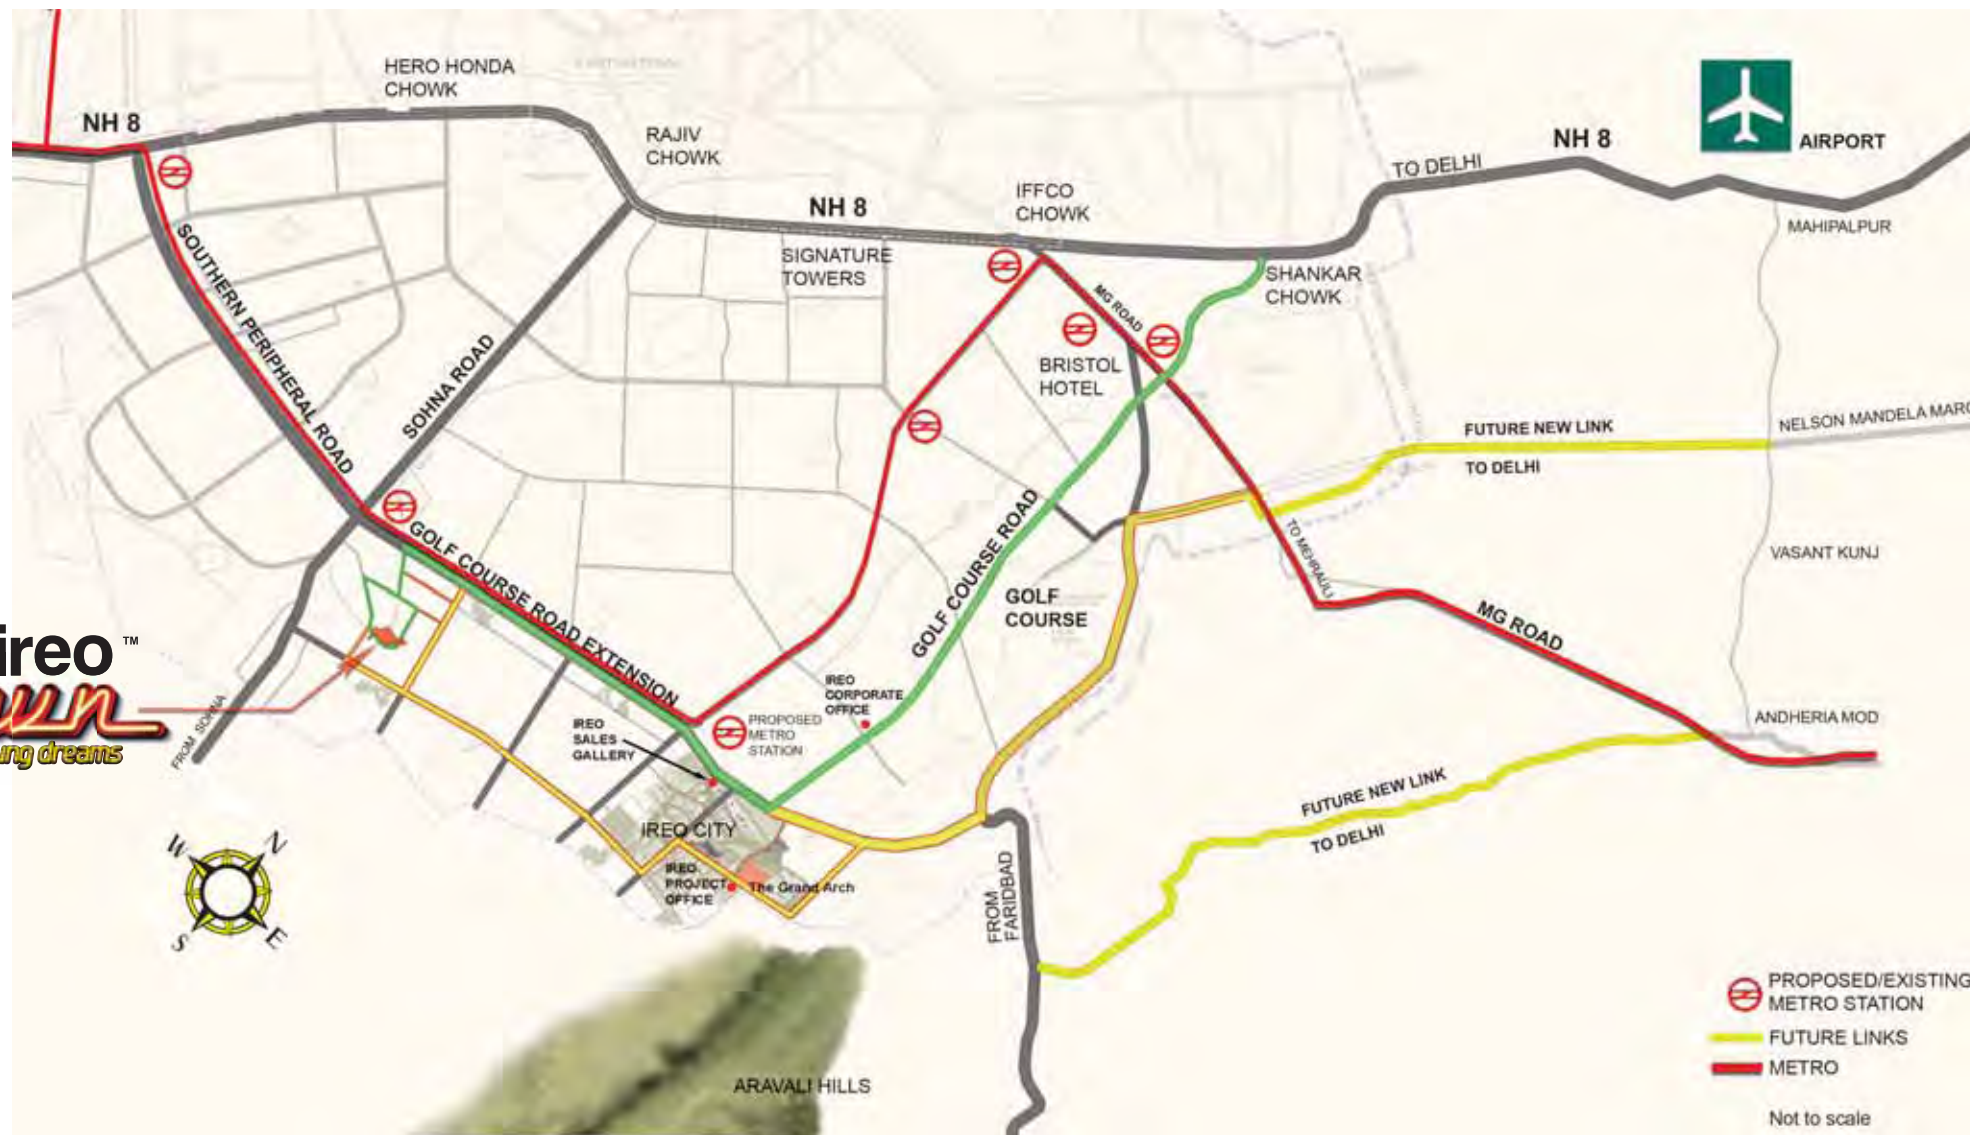 HERO HONDA
CHOWK
NH 8
RAJIV
CHOWK
NH 8
AIRPORT
TO DELHI
IFFCO
CHOWK
NH 8
MAHIPALPUR
SIGNATURE
TOWERS
SHANKAR
CHOWK
MG ROAD
SOUTHERN PERIPHERAL ROAD
SOHNA ROAD
BRISTOL
HOTEL
NELSON MANDELA MARG
FUTURE NEW LINK
TO DELHI
GOLF COURSE ROAD
TO MEHRAULI
VASANT KUNJ
GOLF COURSE ROAD EXTENSION
GOLF
COURSE
MG ROAD
ireo™
ung dreams
FROM SOHNA
IREO
CORPORATE
OFFICE
PROPOSED
METRO
STATION
IREO
SALES
GALLERY
ANDHERIA MOD
FUTURE NEW LINK
TO DELHI
IREO CITY
IREO
PROJECT
OFFICE
The Grand Arch
W
N
S
E
FROM
FARIDBAD
ARAVALI HILLS
PROPOSED/EXISTING
METRO STATION
FUTURE LINKS
METRO
Not to scale